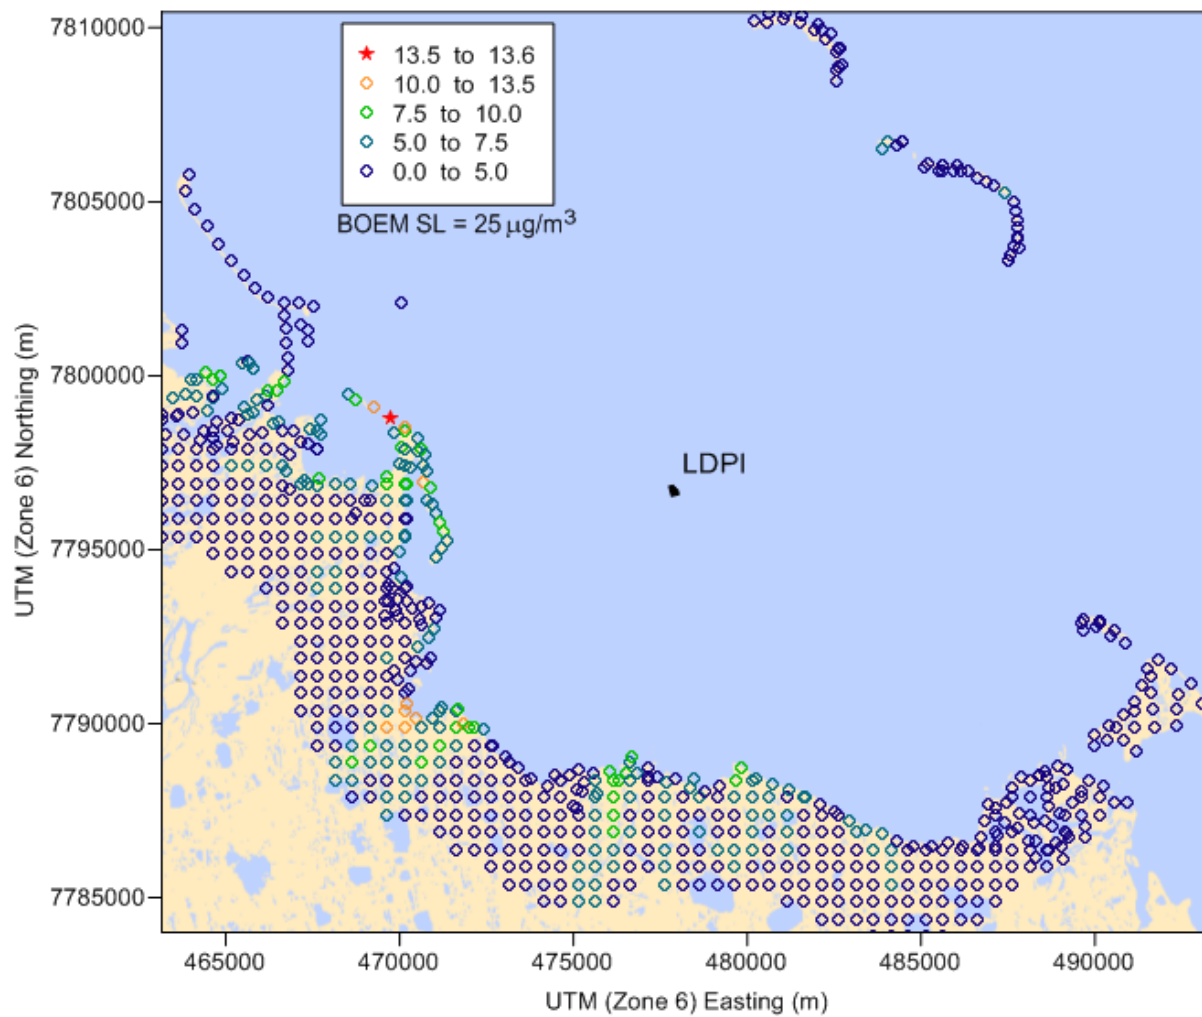 7810000
13.5 to 13.6
10.0 to 13.5
7.5 to 10.0
5.0 to 7.5
0.0 to 5.0
BOEM SL = 25 µg/m³
7805000
7800000
7795000
7790000
7785000
UTM (Zone 6) Northing (m)
LDPI
465000 470000 475000 480000 485000 490000
UTM (Zone 6) Easting (m)